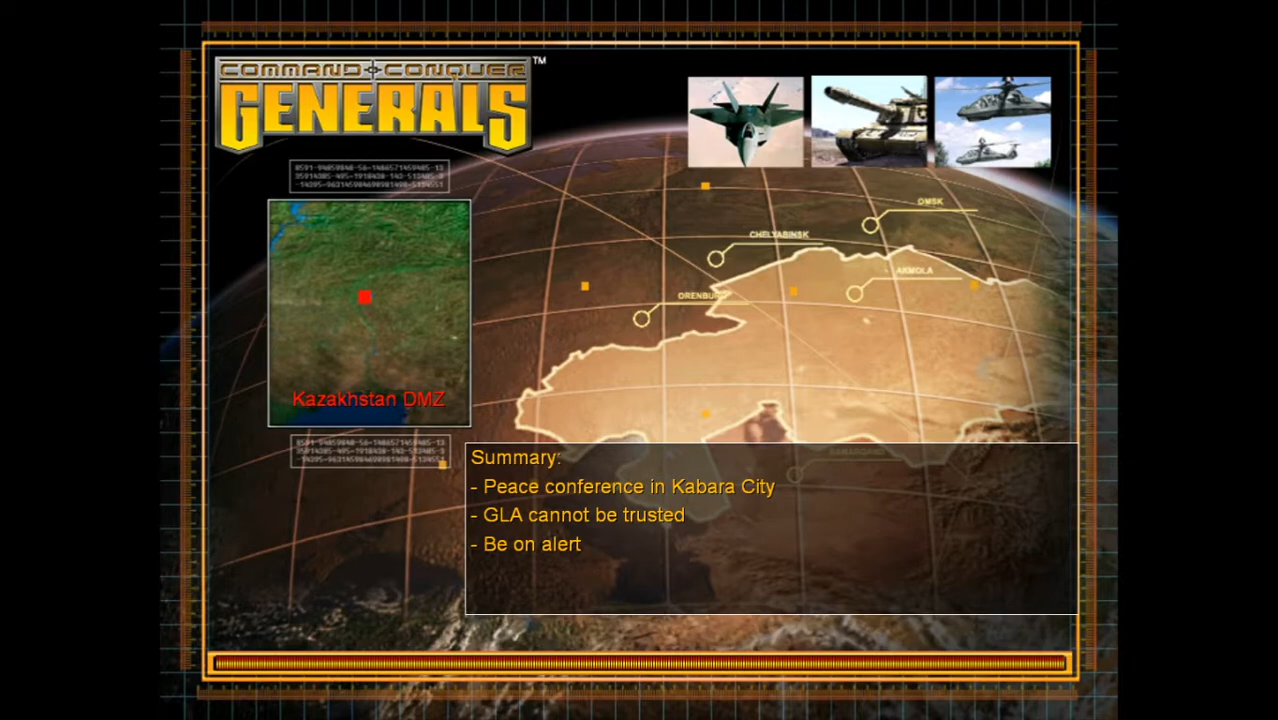 COMMAND CONQUER
GENERALS™
OMSK
CHELYABINSK
AKMOLA
ORENBURG
Kazakhstan DMZ
Summary:
- Peace conference in Kabara City
- GLA cannot be trusted
- Be on alert